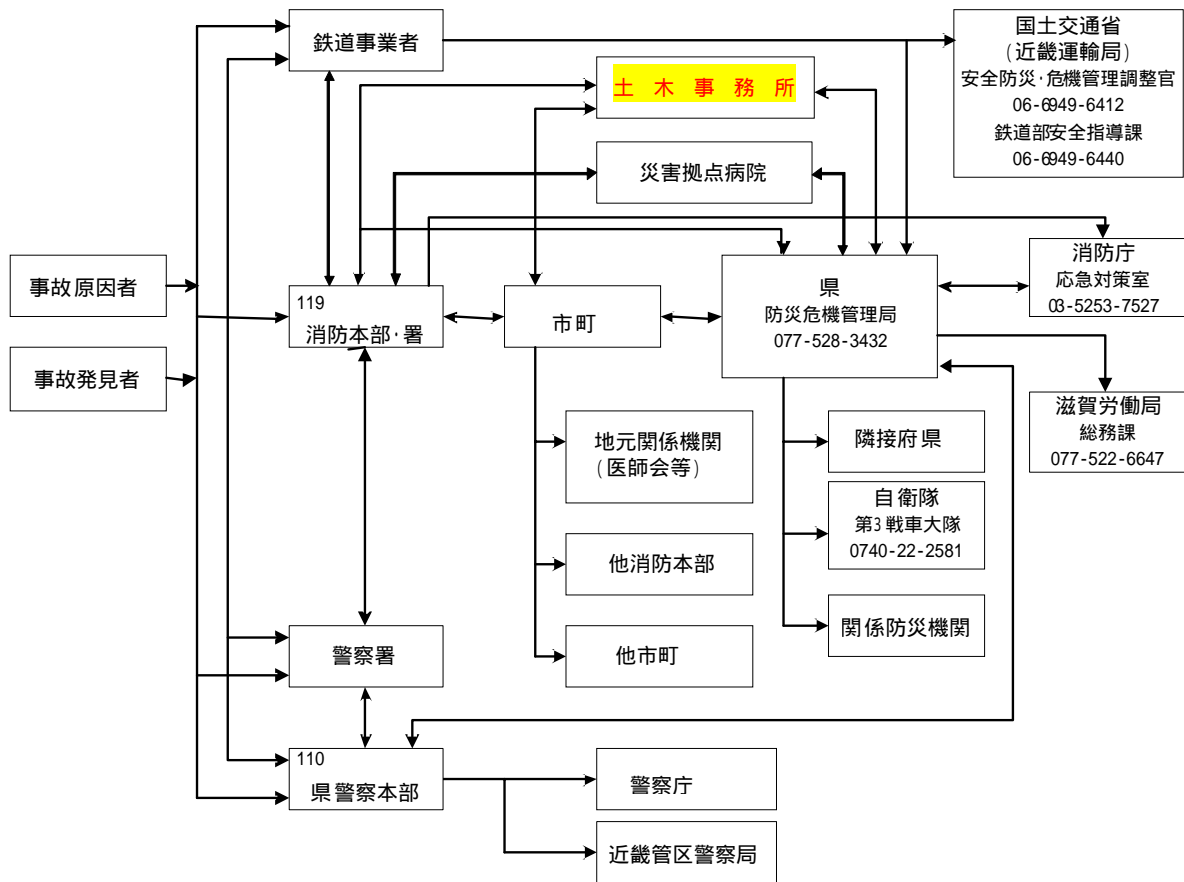 鉄道事業者
国土交通省
(近畿運輸局)
安全防災・危機管理調整官
06-6949-6412
鉄道部安全指導課
06-6949-6440
土木事務所
災害拠点病院
事故原因者
119
消防本部・署
市町
県
防災危機管理局
077-528-3432
消防庁
応急対策室
03-5253-7527
事故発見者
滋賀労働局
総務課
077-522-6647
地元関係機関
(医師会等)
隣接府県
自衛隊
第3戦車大隊
0740-22-2581
他消防本部
関係防災機関
警察署
他市町
110
県警察本部
警察庁
近畿管区警察局